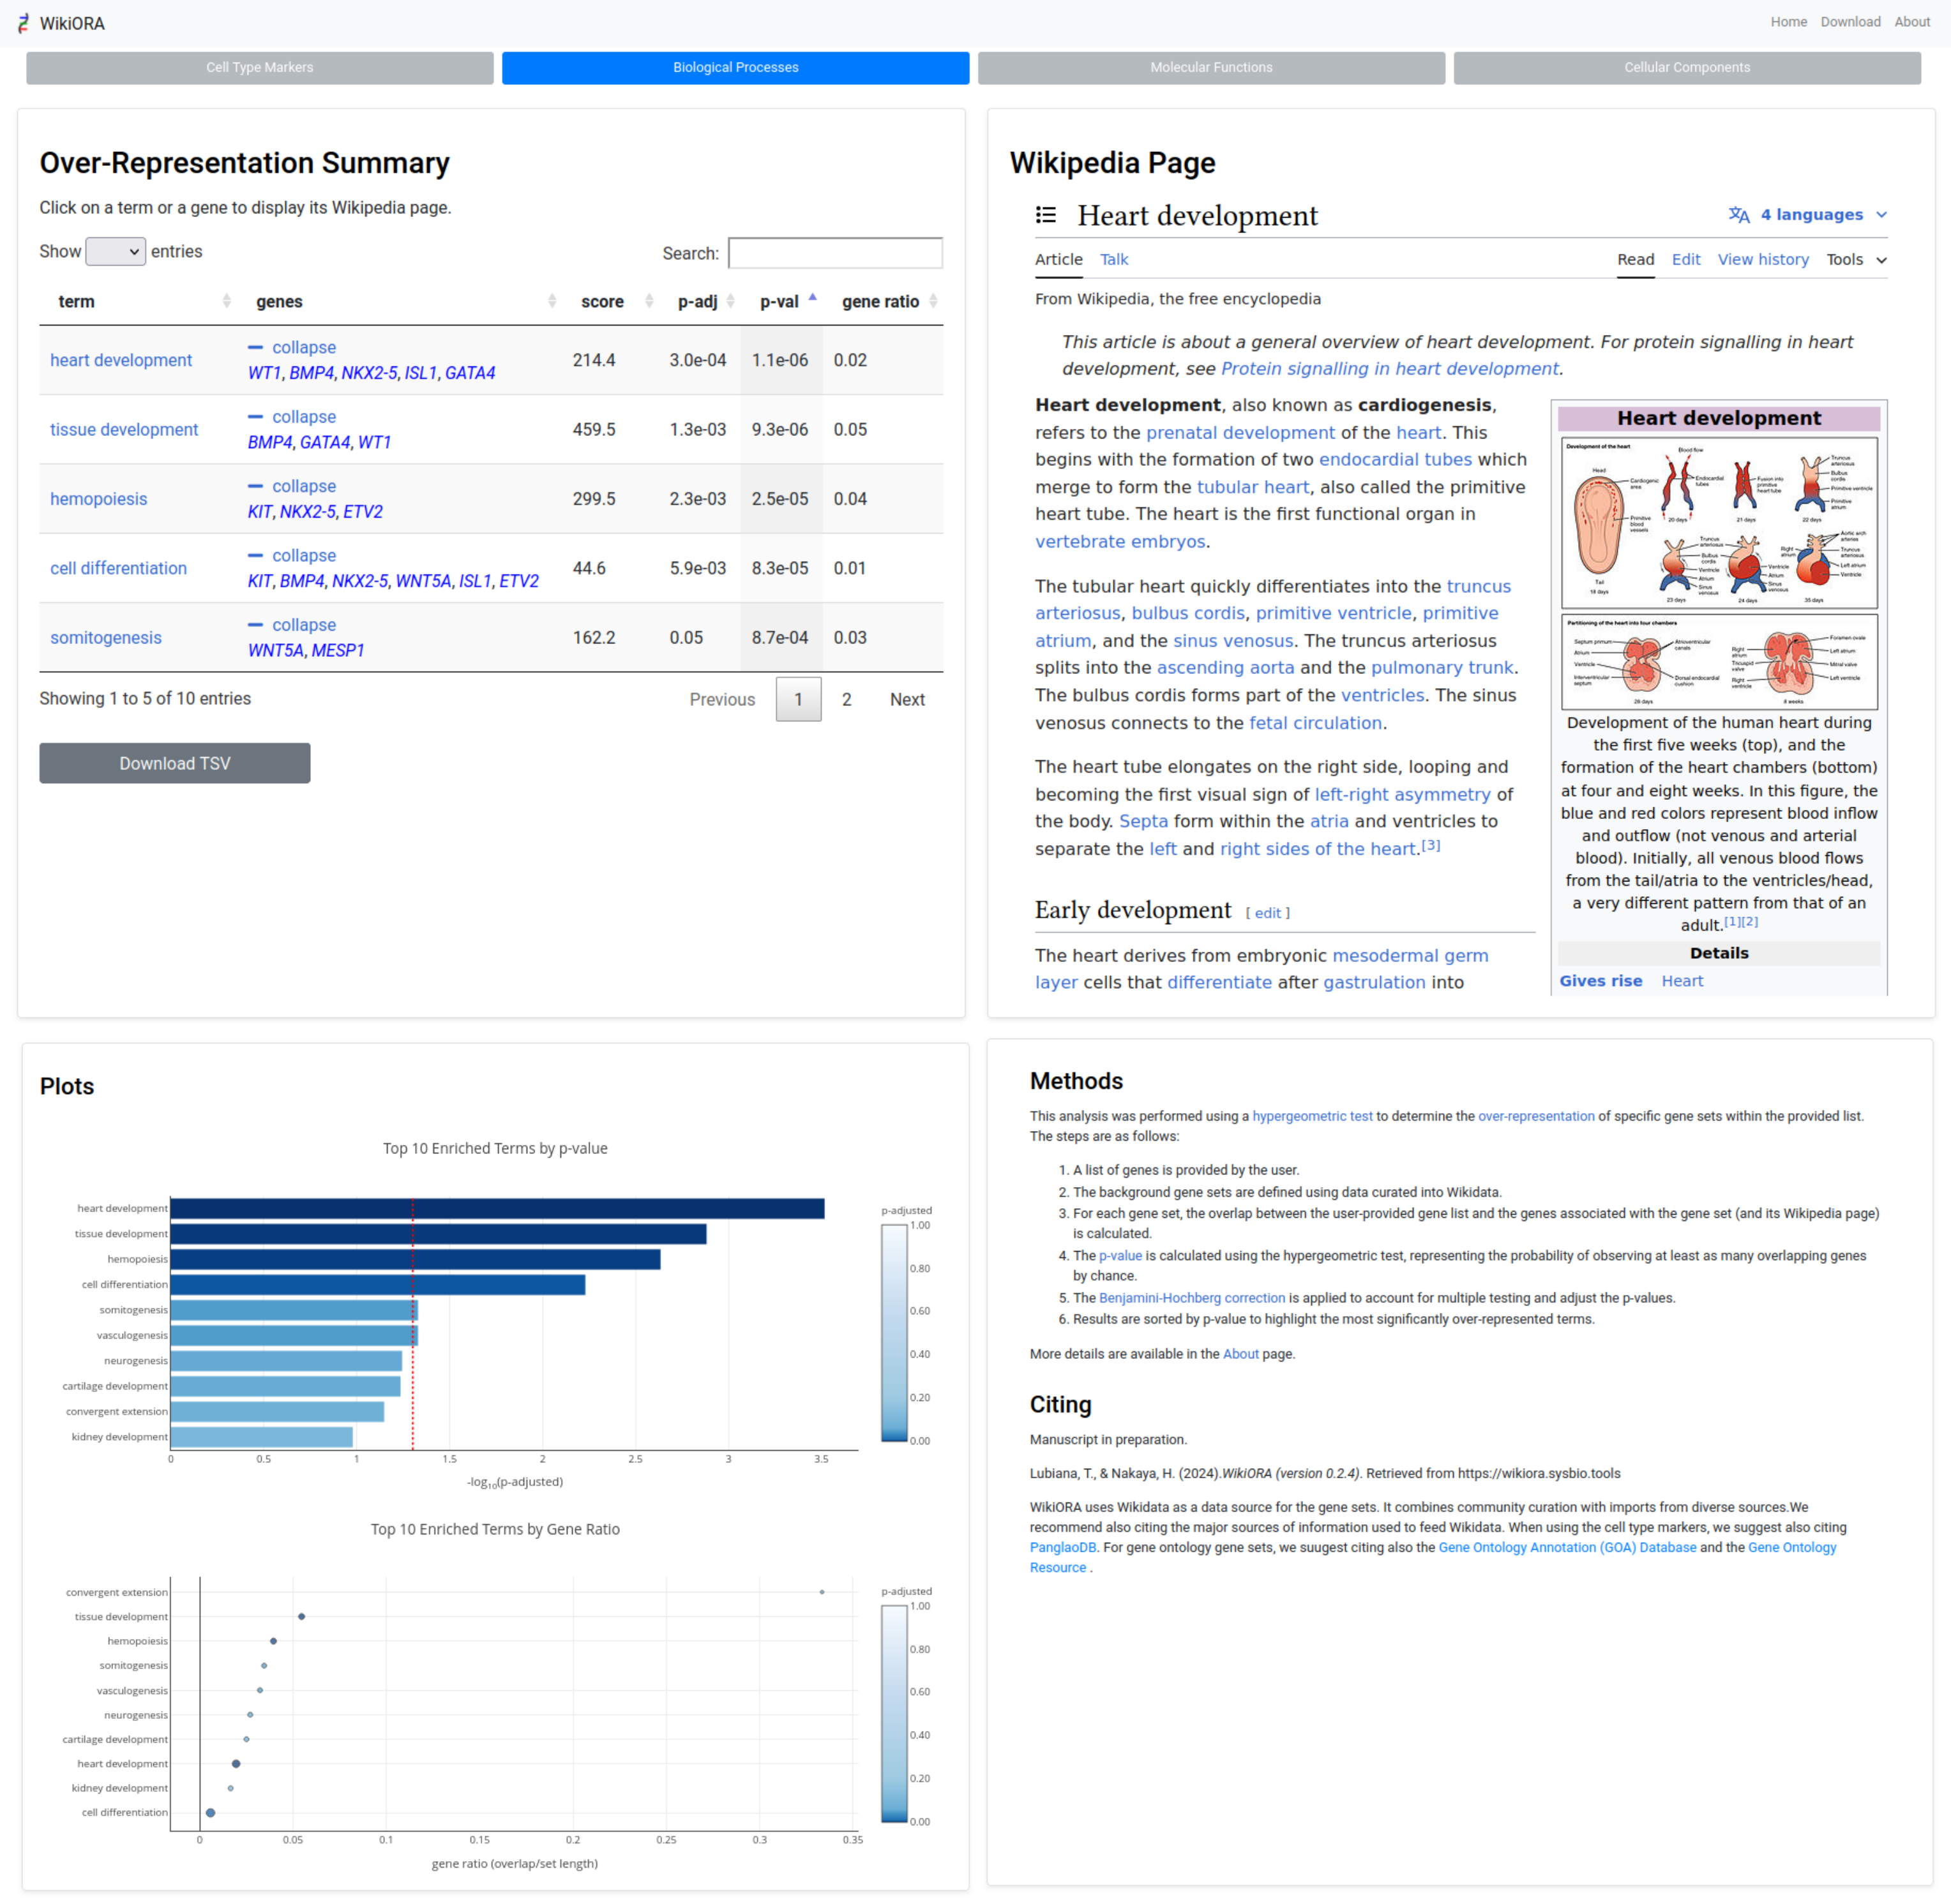 WikiORA
Home Download About
Cell Type Markers
Biological Processes
Molecular Functions
Cellular Components
Over-Representation Summary
Click on a term or a gene to display its Wikipedia page.
Show entries
Search:
term genes score p-adj p-val gene ratio
heart development collapse 214.4 3.0e-04 1.1e-06 0.02
WT1, BMP4, NKX2-5, ISL1, GATA4
tissue development collapse 459.5 1.3e-03 9.3e-06 0.05
BMP4, GATA4, WT1
hemopoiesis collapse 299.5 2.3e-03 2.5e-05 0.04
KIT, NKX2-5, ETV2
cell differentiation collapse 44.6 5.9e-03 8.3e-05 0.01
KIT, BMP4, NKX2-5, WNT5A, ISL1, ETV2
somitogenesis collapse 162.2 0.05 8.7e-04 0.03
WNT5A, MESP1
Showing 1 to 5 of 10 entries
Previous 1 2 Next
Download TSV
Wikipedia Page
Heart development
4 languages
Article Talk
Read Edit View history Tools
From Wikipedia, the free encyclopedia
This article is about a general overview of heart development. For protein signalling in heart
development, see Protein signalling in heart development.
Heart development, also known as cardiogenesis,
refers to the prenatal development of the heart. This
begins with the formation of two endocardial tubes which
merge to form the tubular heart, also called the primitive
heart tube. The heart is the first functional organ in
vertebrate embryos.
The tubular heart quickly differentiates into the truncus
arteriosus, bulbus cordis, primitive ventricle, primitive
atrium, and the sinus venosus. The truncus arteriosus
splits into the ascending aorta and the pulmonary trunk.
The bulbus cordis forms part of the ventricles. The sinus
venosus connects to the fetal circulation.
The heart tube elongates on the right side, looping and
becoming the first visual sign of left-right asymmetry of
the body. Septa form within the atria and ventricles to
separate the left and right sides of the heart.[3]
Early development [ edit ]
The heart derives from embryonic mesodermal germ
layer cells that differentiate after gastrulation into
Heart development
Development of the heart
Head
Cardiogenic
area
Primitive
blood
vessels
Tail
18 days
Blood flow
Endocardial
tubes
20 days
Fusion into
primitive
heart tube
21 days
Truncus
arteriosus
Bulbus
cordis
Primitive ventricle
Primitive
atrium
22 days
Truncus
arteriosus
Bulbus
cordis
Ventricle
Atrium
Sinus
venosus
23 days
Right
atrium
Ventricle
Atrium
Sinus
venosus
24 days
Aortic arch
arteries
Truncus
arteriosus
Left atrium
Ventricle
35 days
Partitioning of the heart into four chambers
Septum primum
Atrium
Ventricle
Interventricular
septum
Atrioventricular
canals
Dorsal endocardial
cushion
28 days
Right
atrium
Tricuspid
valve
Right
ventricle
Foramen ovale
Left atrium
Mitral valve
Left ventricle
8 weeks
Development of the human heart during
the first five weeks (top), and the
formation of the heart chambers (bottom)
at four and eight weeks. In this figure, the
blue and red colors represent blood inflow
and outflow (not venous and arterial
blood). Initially, all venous blood flows
from the tail/atria to the ventricles/head,
a very different pattern from that of an
adult.[1][2]
Details
Gives rise Heart
Plots
Top 10 Enriched Terms by p-value
heart development
tissue development
hemopoiesis
cell differentiation
somitogenesis
vasculogenesis
neurogenesis
cartilage development
convergent extension
kidney development
0 0.5 1 1.5 2 2.5 3 3.5
-log₁₀(p-adjusted)
p-adjusted
1.00
0.80
0.60
0.40
0.20
0.00
Top 10 Enriched Terms by Gene Ratio
convergent extension
tissue development
hemopoiesis
somitogenesis
vasculogenesis
neurogenesis
cartilage development
heart development
kidney development
cell differentiation
0 0.05 0.1 0.15 0.2 0.25 0.3 0.35
gene ratio (overlap/set length)
p-adjusted
1.00
0.80
0.60
0.40
0.20
0.00
Methods
This analysis was performed using a hypergeometric test to determine the over-representation of specific gene sets within the provided list.
The steps are as follows:
1. A list of genes is provided by the user.
2. The background gene sets are defined using data curated into Wikidata.
3. For each gene set, the overlap between the user-provided gene list and the genes associated with the gene set (and its Wikipedia page)
is calculated.
4. The p-value is calculated using the hypergeometric test, representing the probability of observing at least as many overlapping genes
by chance.
5. The Benjamini-Hochberg correction is applied to account for multiple testing and adjust the p-values.
6. Results are sorted by p-value to highlight the most significantly over-represented terms.
More details are available in the About page.
Citing
Manuscript in preparation.
Lubiana, T., & Nakaya, H. (2024).WikiORA (version 0.2.4). Retrieved from https://wikiora.sysbio.tools
WikiORA uses Wikidata as a data source for the gene sets. It combines community curation with imports from diverse sources.We
recommend also citing the major sources of information used to feed Wikidata. When using the cell type markers, we suggest also citing
PanglaoDB. For gene ontology gene sets, we suugest citing also the Gene Ontology Annotation (GOA) Database and the Gene Ontology
Resource .